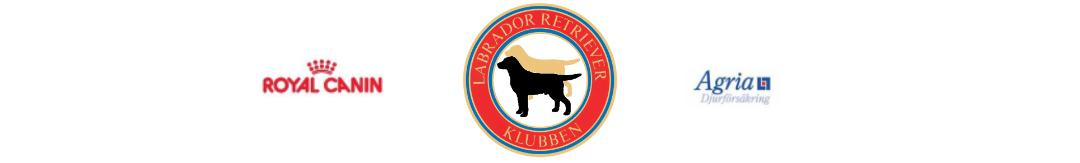 ROYAL CANIN
LABRADOR RETRIEVER
KLUBBEN
Agria
Djurförsäkring